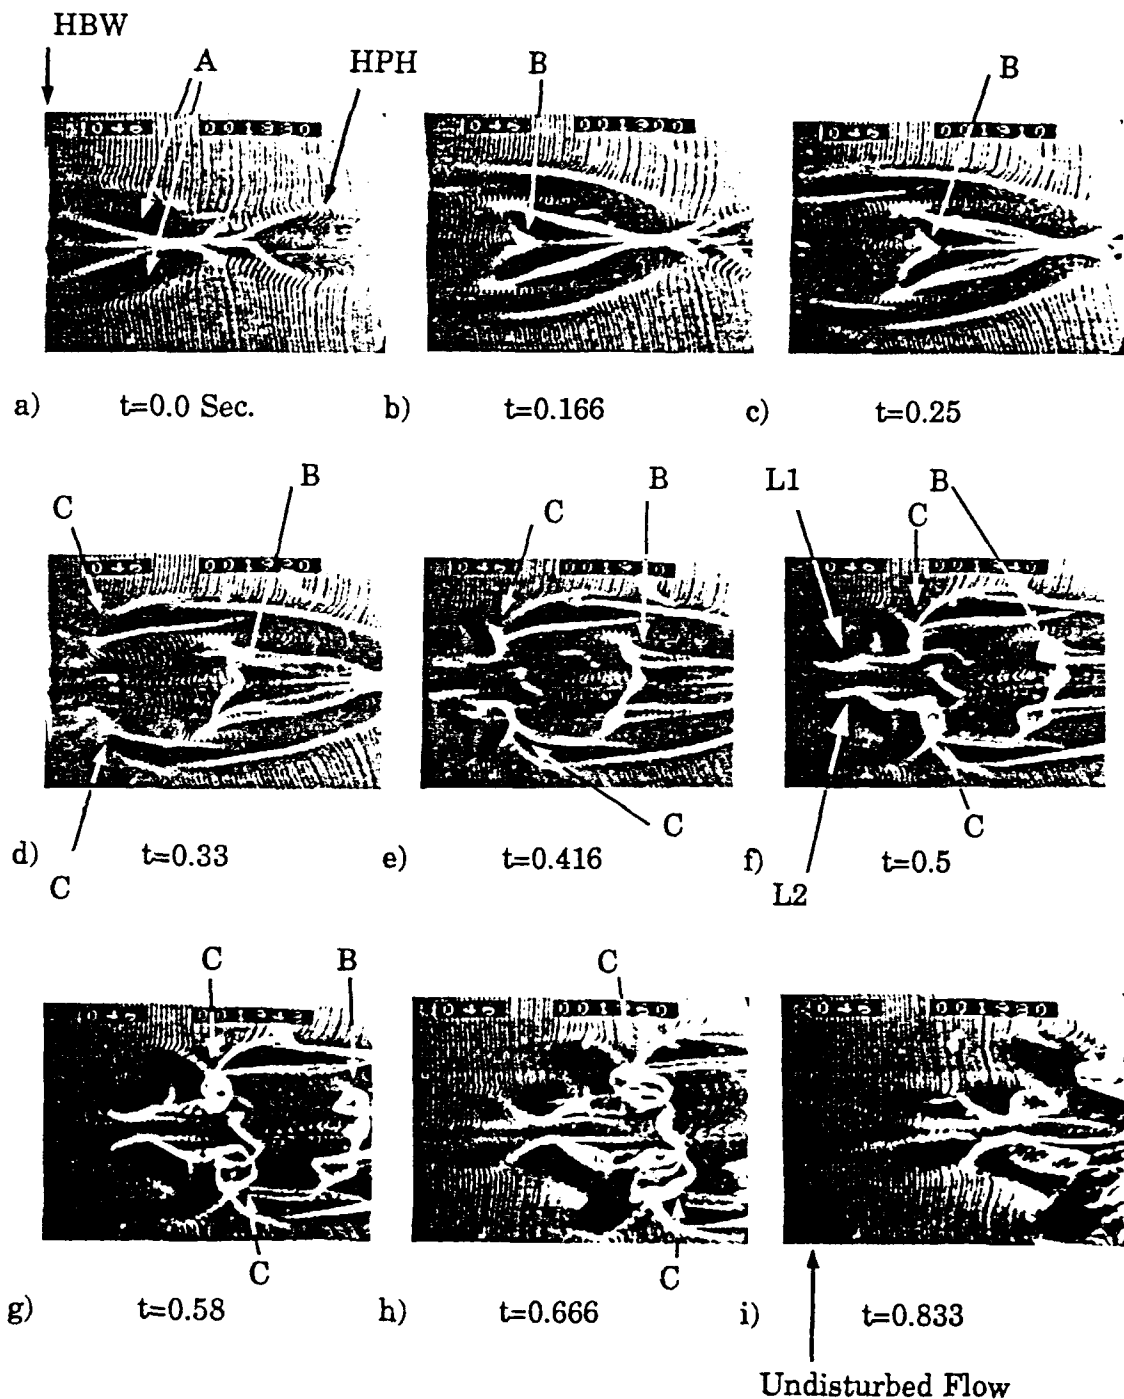 HBW
A
HPH
B
B
a) t=0.0 Sec.
b) t=0.166
c) t=0.25
C
B
C
B
L1
C
B
d) t=0.33
C
e) t=0.416
C
f) t=0.5
C
L2
C
B
C
g) t=0.58
C
h) t=0.666
C
i) t=0.833
Undisturbed Flow